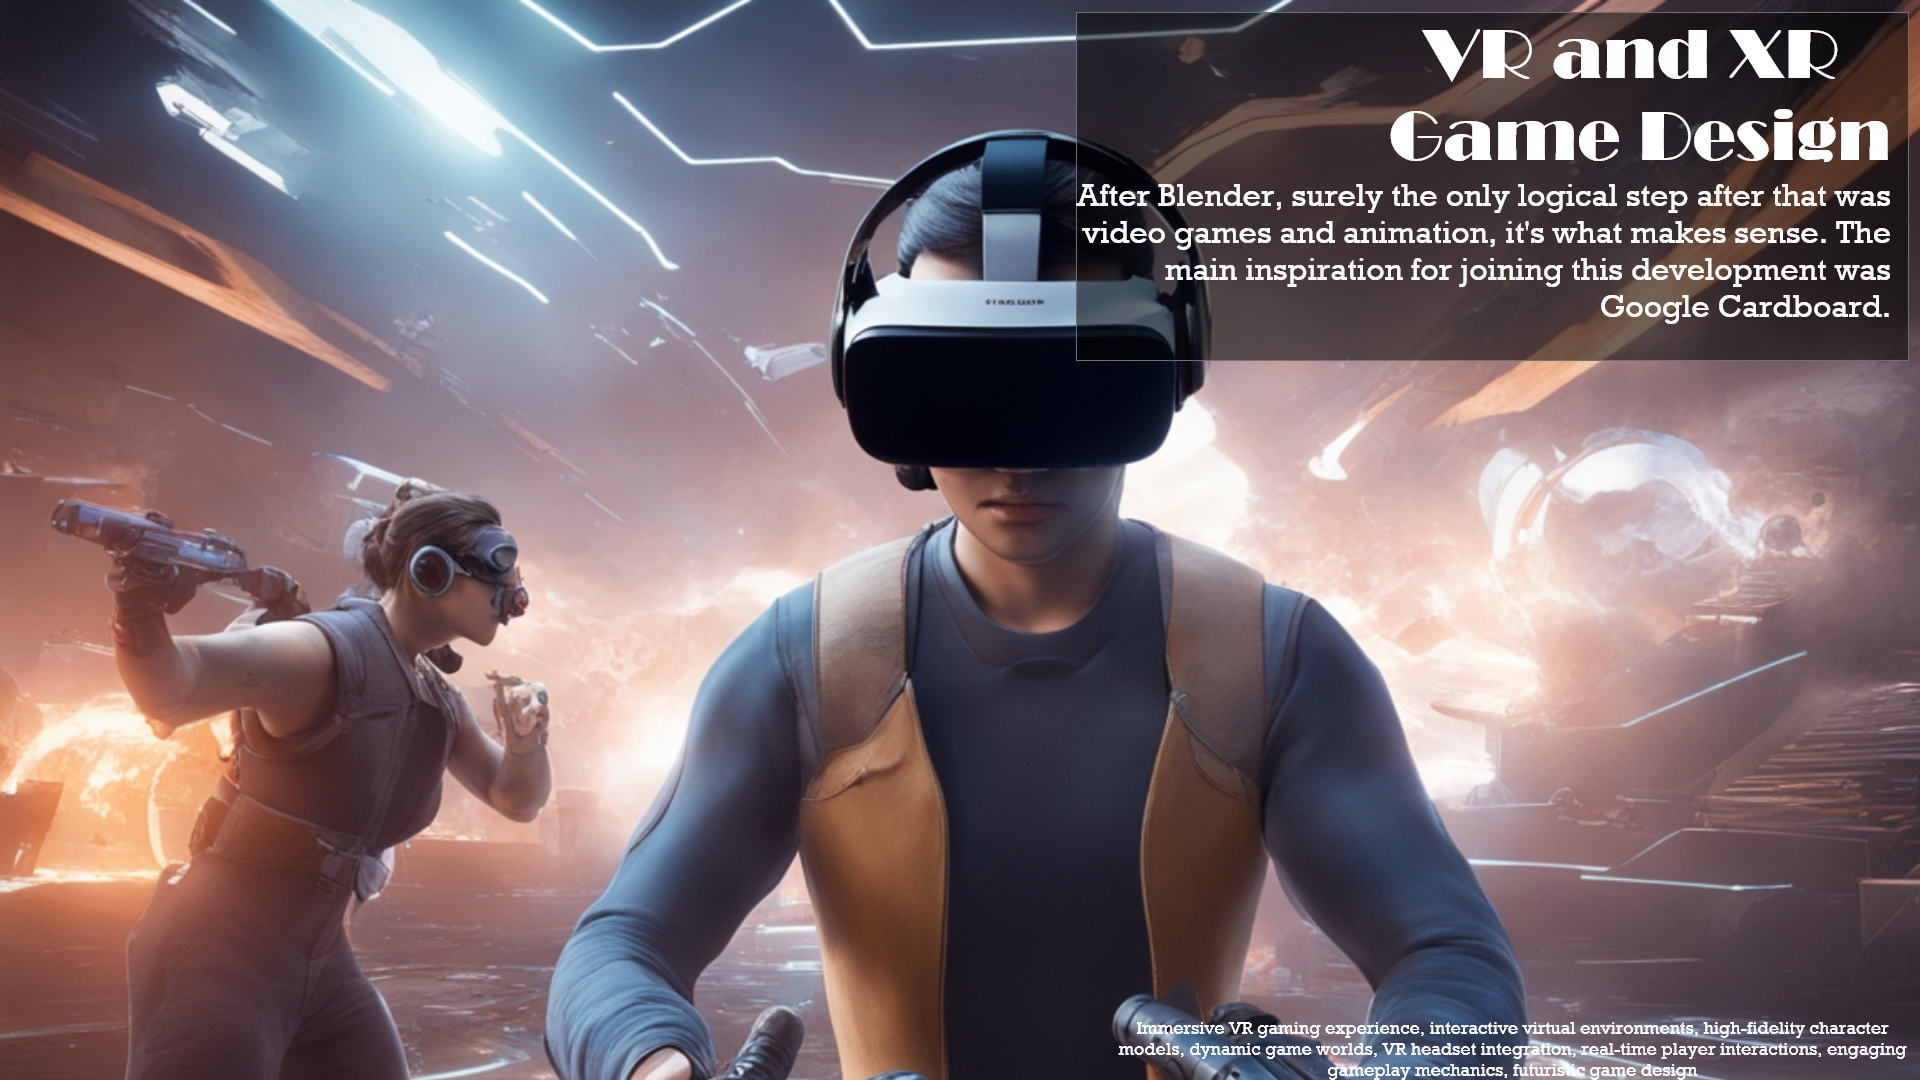 VR and XR
Game Design
After Blender, surely the only logical step after that was
video games and animation, it's what makes sense. The
main inspiration for joining this development was
Google Cardboard.
Immersive VR gaming experience, interactive virtual environments, high-fidelity character
models, dynamic game worlds, VR headset integration, real-time player interactions, engaging
gameplay mechanics, futuristic game design